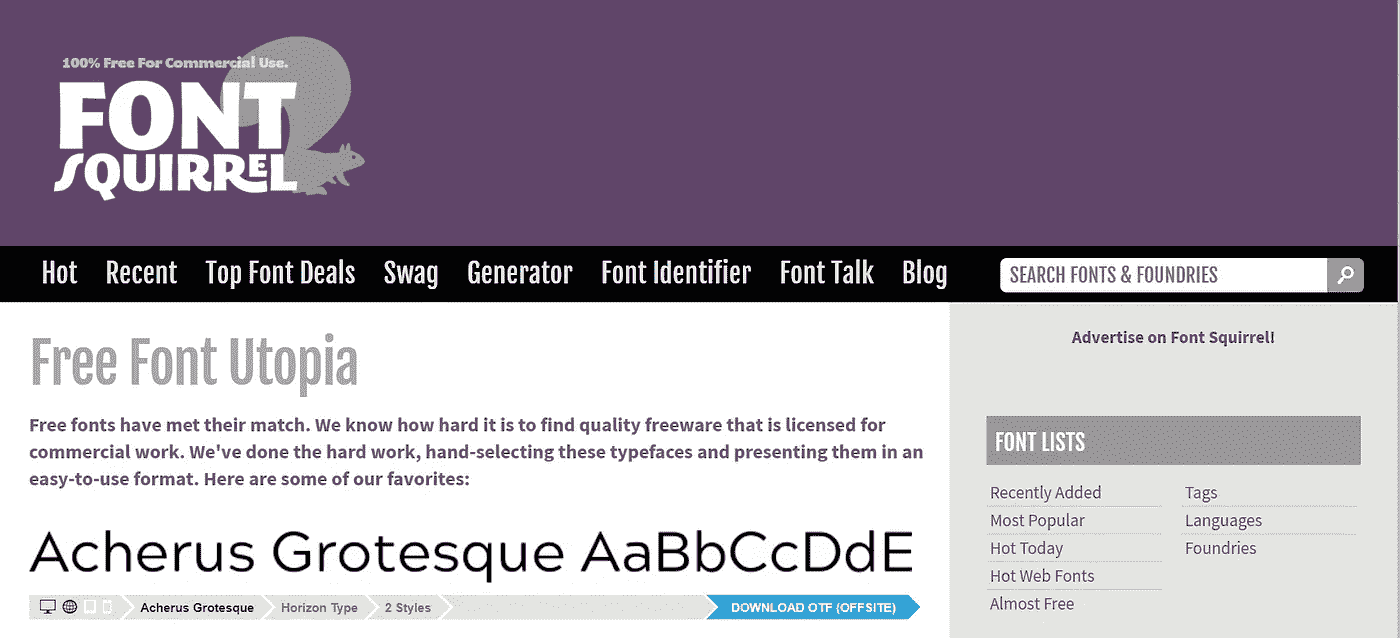 100% Free For Commercial Use.
FONT
SQUIRREL
Hot Recent Top Font Deals Swag Generator Font Identifier Font Talk Blog SEARCH FONTS & FOUNDRIES
Free Font Utopia
Free fonts have met their match. We know how hard it is to find quality freeware that is licensed for
commercial work. We've done the hard work, hand-selecting these typefaces and presenting them in an
easy-to-use format. Here are some of our favorites:
Acherus Grotesque AaBbCcDdE
Acherus Grotesque Horizon Type 2 Styles DOWNLOAD OTF (OFFSITE)
Advertise on Font Squirrel!
FONT LISTS
Recently Added Tags
Most Popular Languages
Hot Today Foundries
Hot Web Fonts
Almost Free